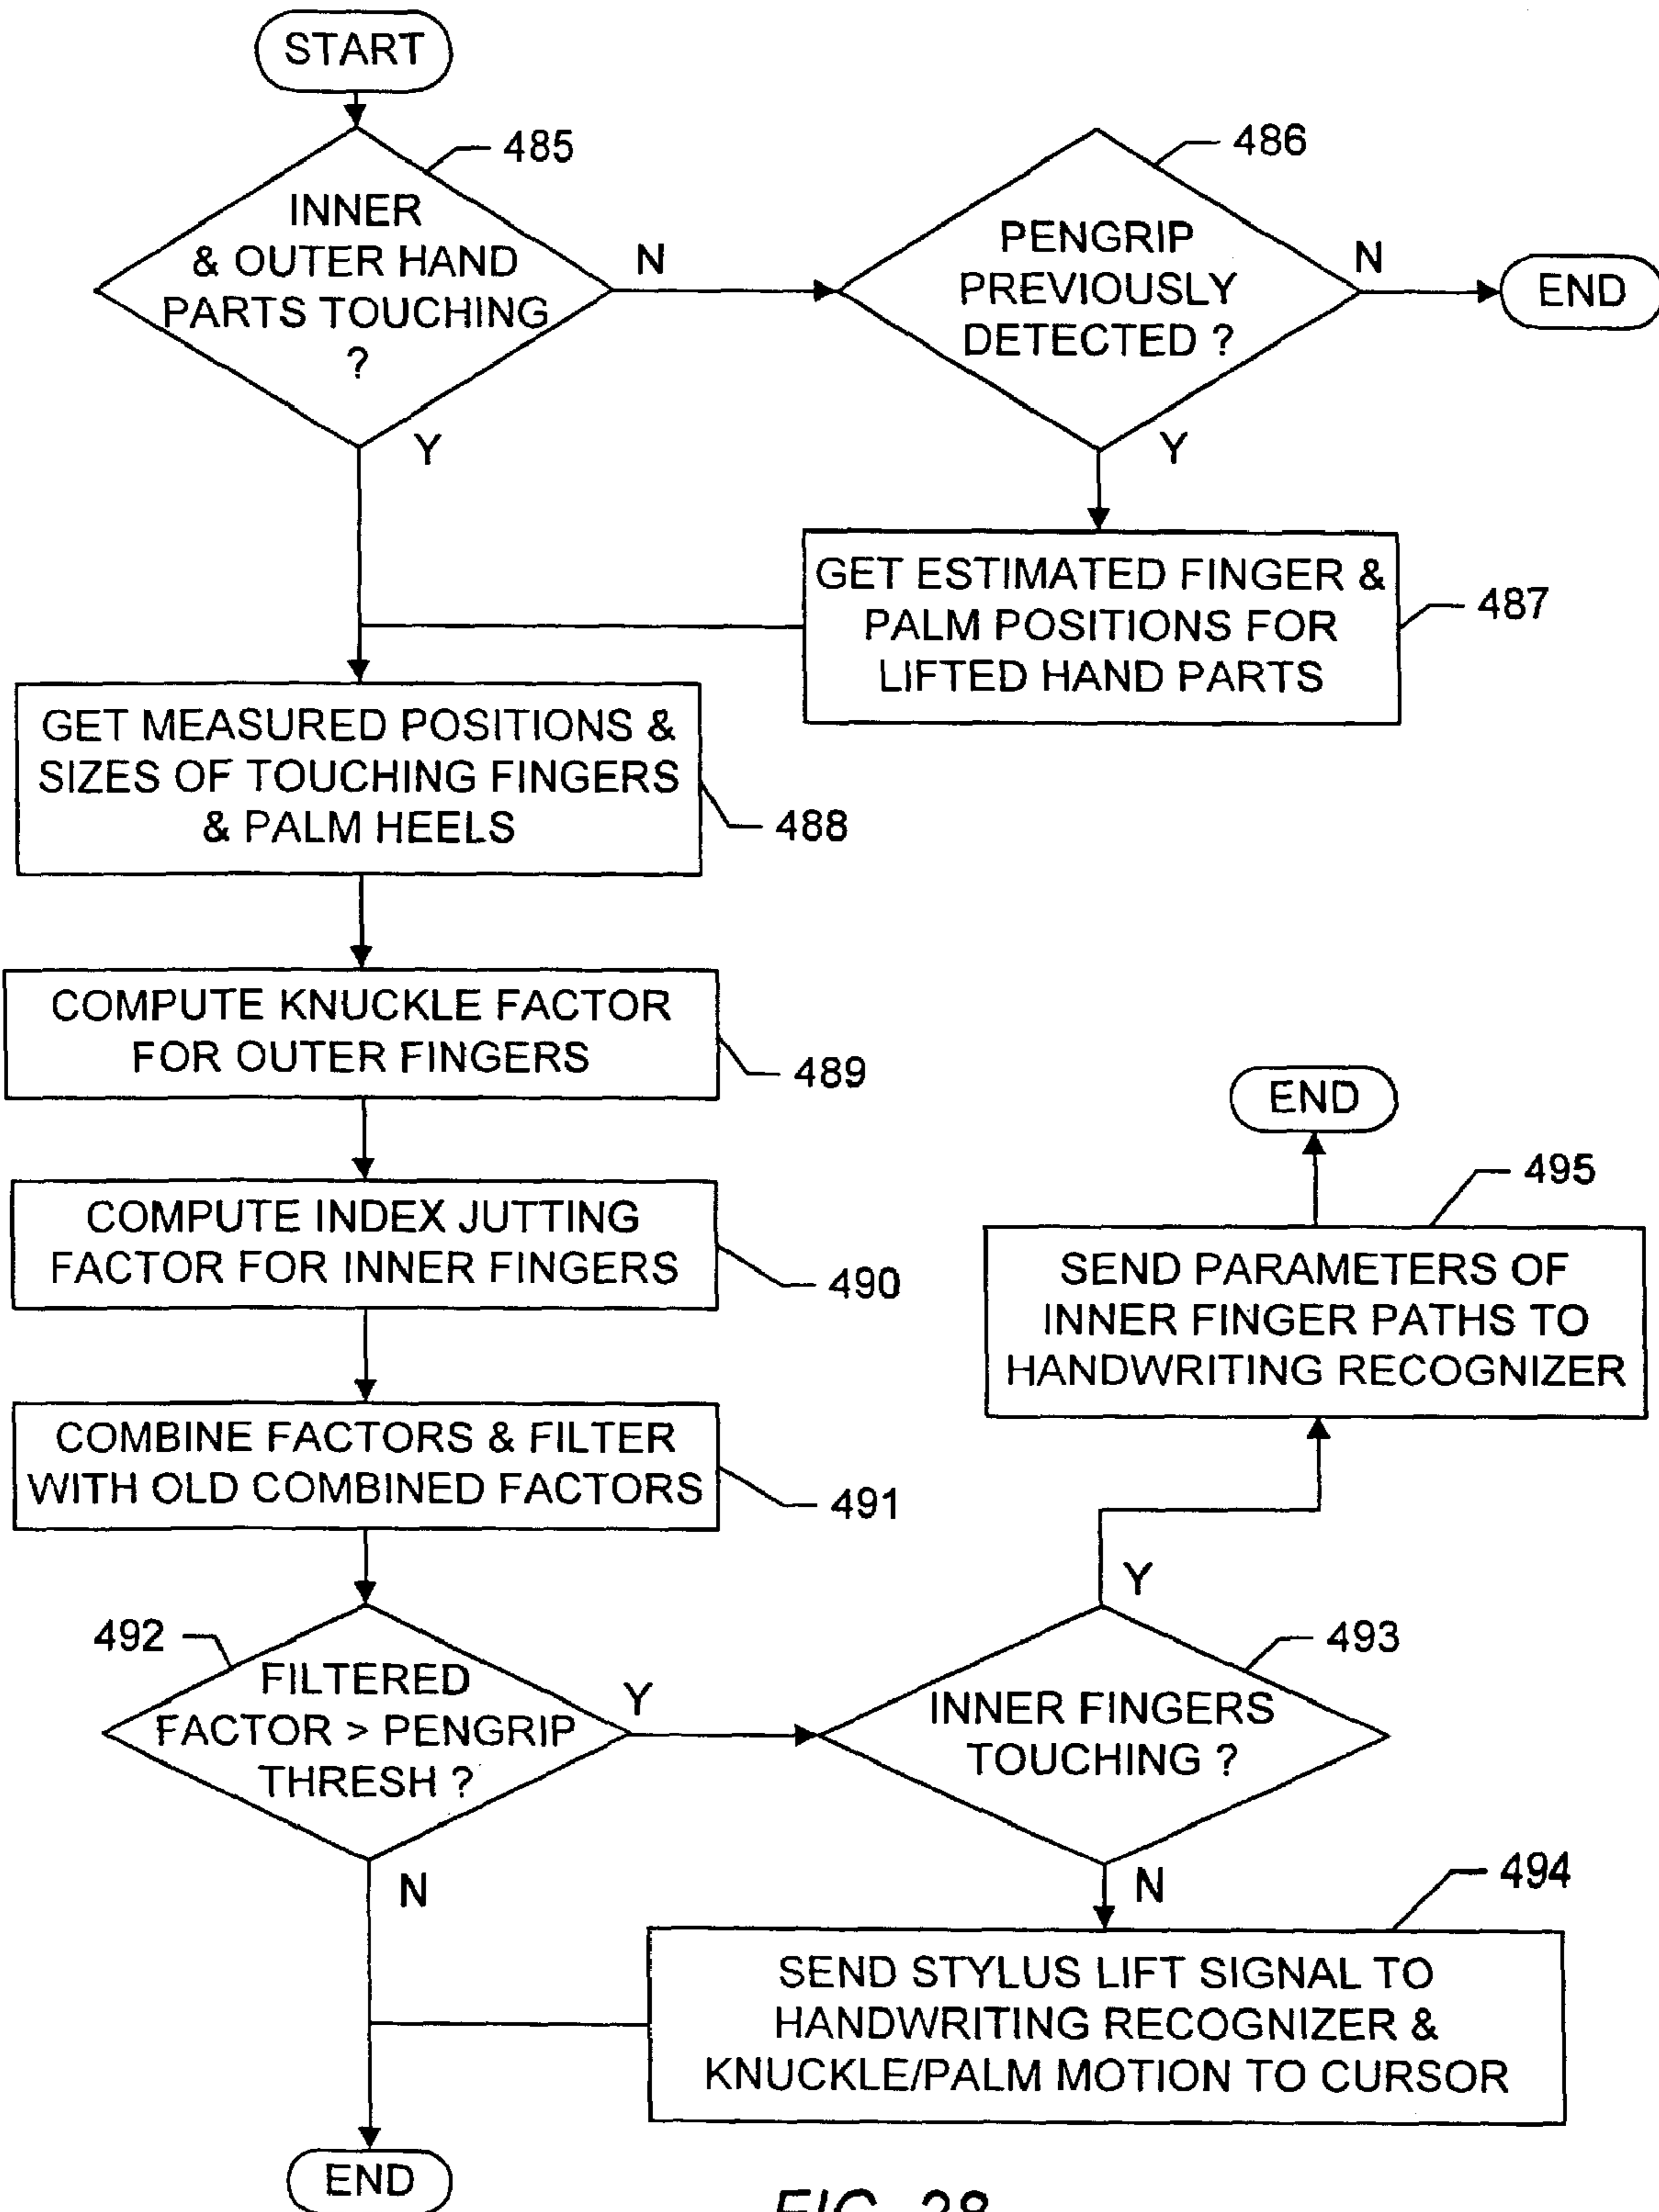 START
485
INNER
& OUTER HAND
PARTS TOUCHING
?
N
Y
486
PENGRIP
PREVIOUSLY
DETECTED ?
N
END
Y
GET ESTIMATED FINGER &
PALM POSITIONS FOR
LIFTED HAND PARTS
487
GET MEASURED POSITIONS &
SIZES OF TOUCHING FINGERS
& PALM HEELS
488
COMPUTE KNUCKLE FACTOR
FOR OUTER FINGERS
489
COMPUTE INDEX JUTTING
FACTOR FOR INNER FINGERS
490
COMBINE FACTORS & FILTER
WITH OLD COMBINED FACTORS
491
492
FILTERED
FACTOR > PENGRIP
THRESH ?
Y
N
493
INNER FINGERS
TOUCHING ?
Y
N
END
495
SEND PARAMETERS OF
INNER FINGER PATHS TO
HANDWRITING RECOGNIZER
494
SEND STYLUS LIFT SIGNAL TO
HANDWRITING RECOGNIZER &
KNUCKLE/PALM MOTION TO CURSOR
END
FIG. 38